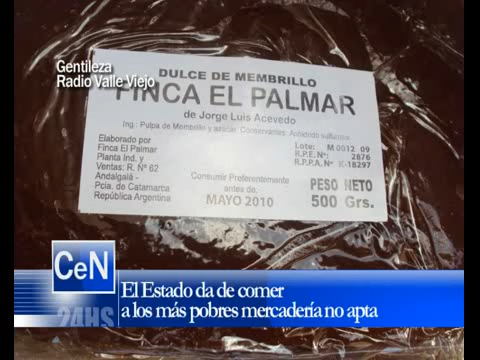 Gentileza
Radio Valle Viejo
DULCE DE MEMBRILLO
FINCA EL PALMAR
de Jorge Luis Acevedo
Ing.: Pulpa de Membrillo y azúcar. Conservantes: Anhídrido sulfuroso
Elaborado por
Finca El Palmar
Planta Ind. y
Ventas: R. Nº 62
Andalgalá -
Pcia. de Catamarca
República Argentina
Lote: M 0012 09
R.P.E. Nº: 2876
R.P.P.A. Nº K-18297
Consumir Preferentemente
antes de
MAYO 2010
PESO NETO
500 Grs.
CeN
24HS
El Estado da de comer
a los más pobres mercadería no apta